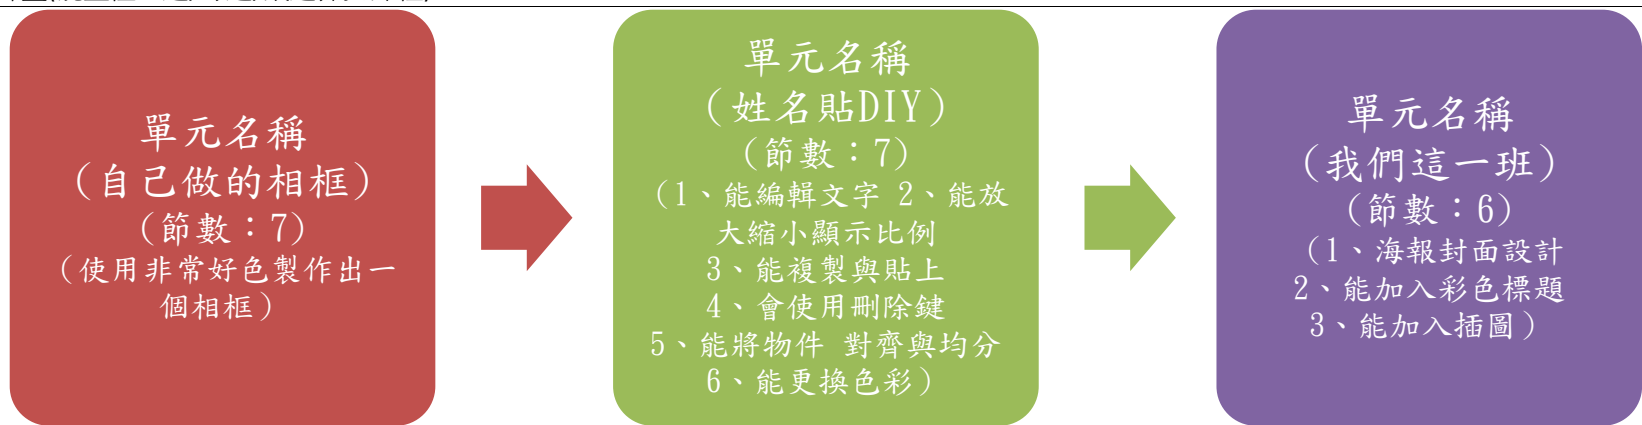 單元名稱
（自己做的相框）
（節數：7）
（使用非常好色製作出一
個相框）
單元名稱
（姓名貼DIY）
（節數：7）
（1、能編輯文字 2、能放
大縮小顯示比例
3、能複製與貼上
4、會使用刪除鍵
5、能將物件 對齊與均分
6、能更換色彩）
單元名稱
（我們這一班）
（節數：6）
（1、海報封面設計
2、能加入彩色標題
3、能加入插圖）